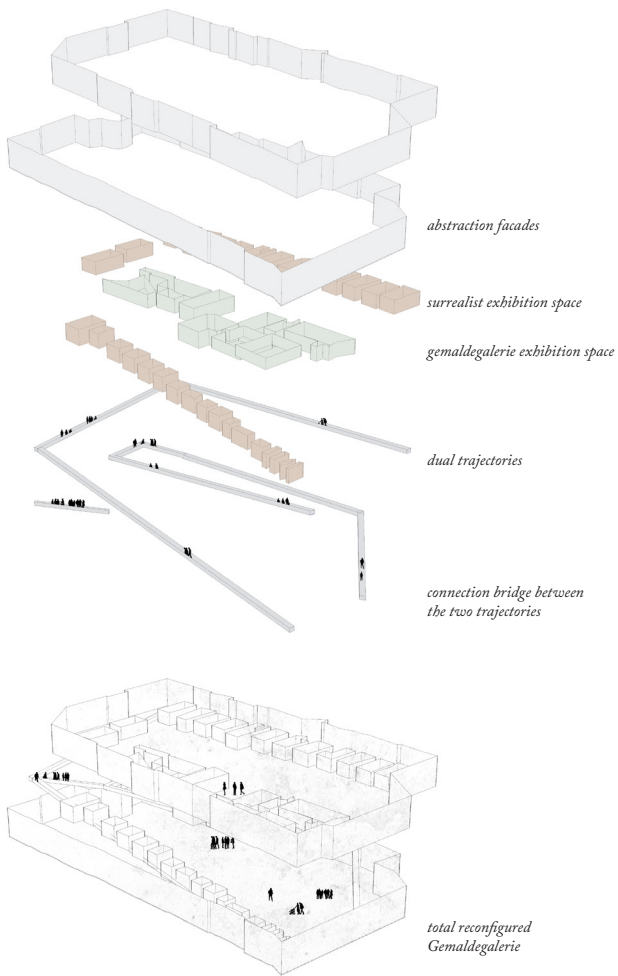 abstraction facades
surrealist exhibition space
gemaldegalerie exhibition space
dual trajectories
connection bridge between
the two trajectories
total reconfigured
Gemaldegalerie